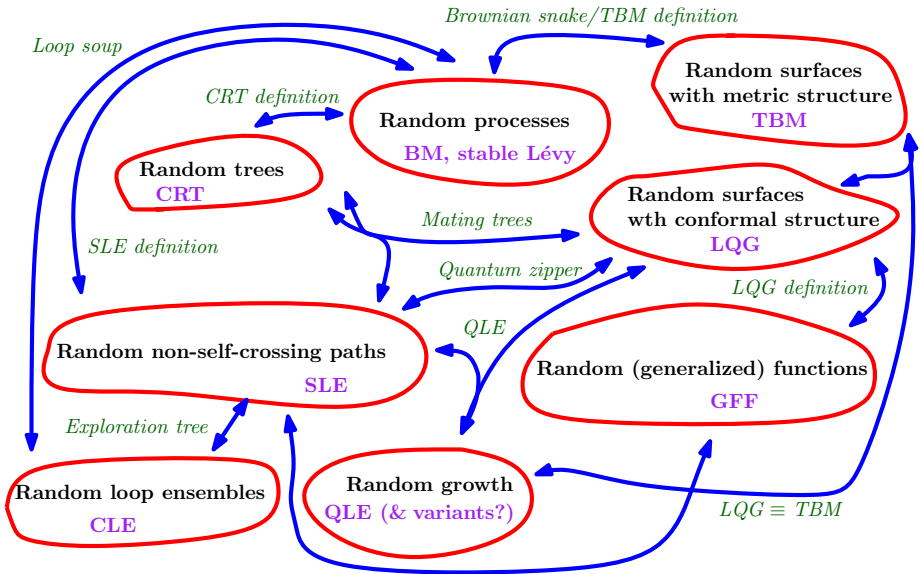 Brownian snake/TBM definition
Loop soup
Random surfaces
with metric structure
TBM
CRT definition
Random processes
BM, stable Lévy
Random trees
CRT
Random surfaces
wth conformal structure
LQG
Mating trees
SLE definition
Quantum zipper
LQG definition
QLE
Random non-self-crossing paths
SLE
Random (generalized) functions
GFF
Exploration tree
Random loop ensembles
CLE
Random growth
QLE (& variants?)
LQG ≡ TBM